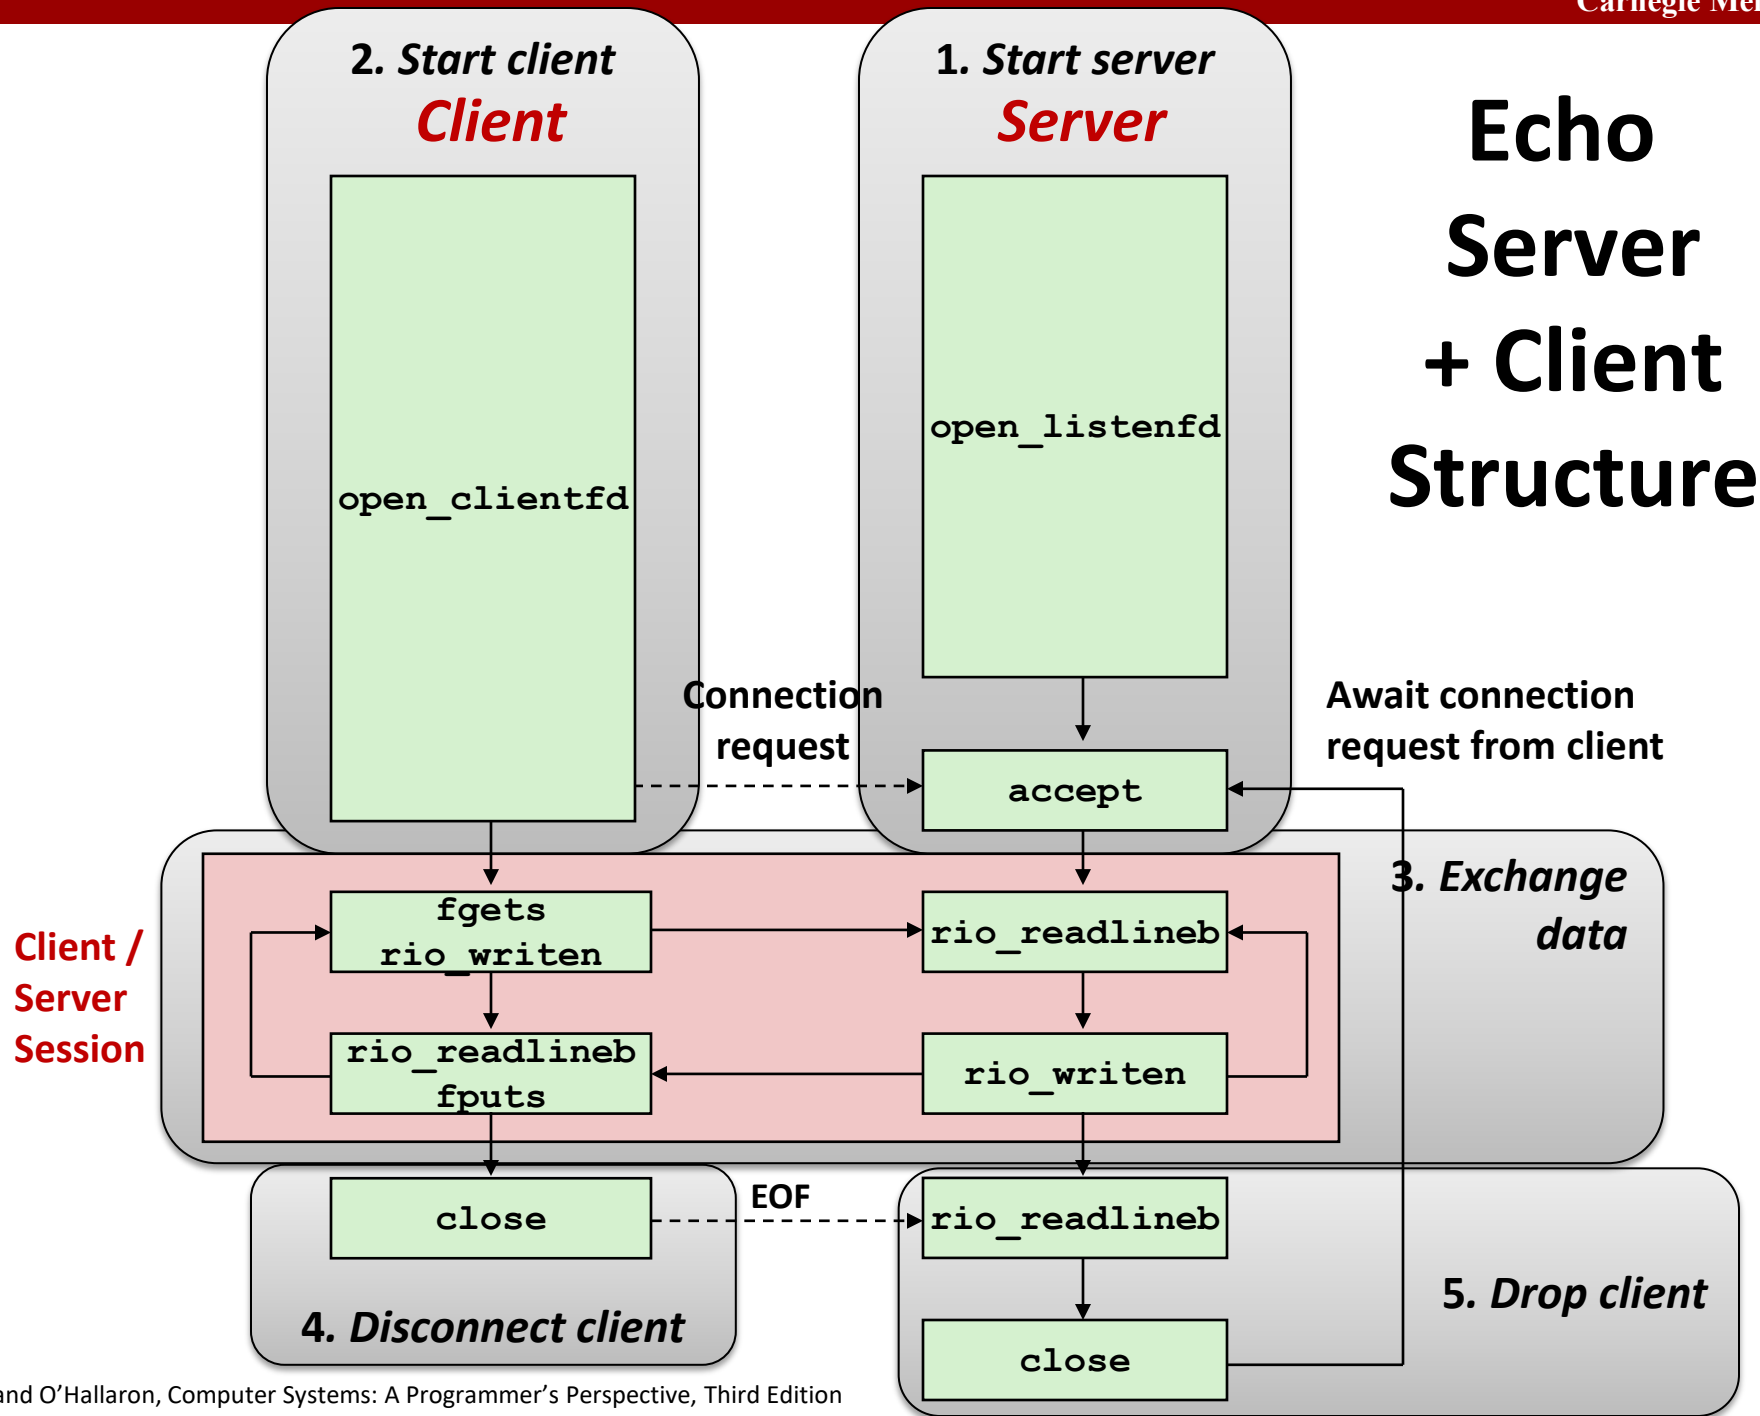 Carnegie Mel
2. Start client
Client
1. Start server
Server
Echo
Server
+ Client
Structure
open_listenfd
open_clientfd
Connection
request
Await connection
request from client
accept
3. Exchange
data
Client /
Server
Session
fgets
rio_writen
rio_readlineb
rio_readlineb
fputs
rio_writen
close
EOF
rio_readlineb
4. Disconnect client
5. Drop client
close
and O'Hallaron, Computer Systems: A Programmer's Perspective, Third Edition